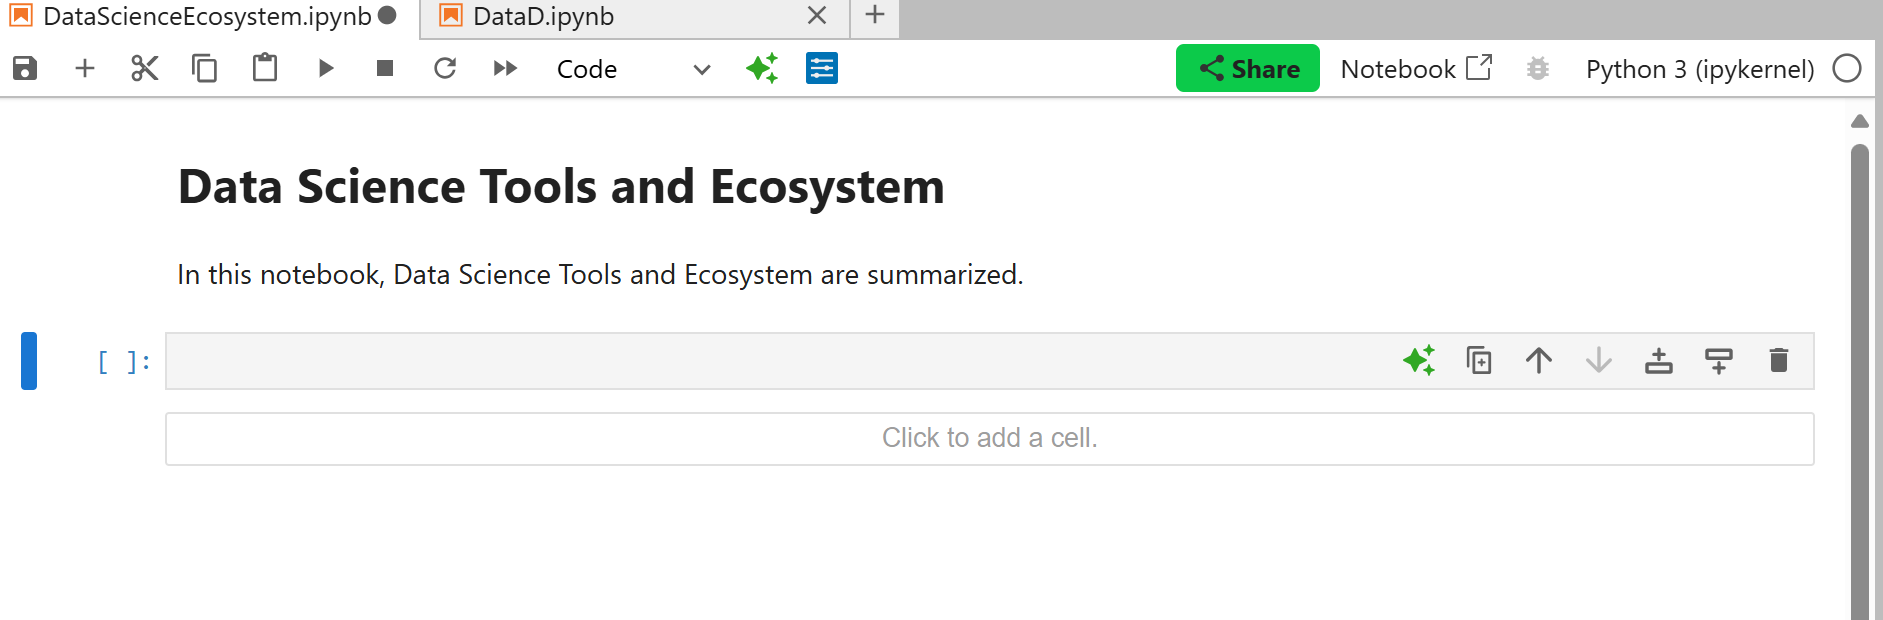 DataScienceEcosystem.ipynb
DataD.ipynb
Code
Share
Notebook
Python 3 (ipykernel)
Data Science Tools and Ecosystem
In this notebook, Data Science Tools and Ecosystem are summarized.
[ ]:
Click to add a cell.